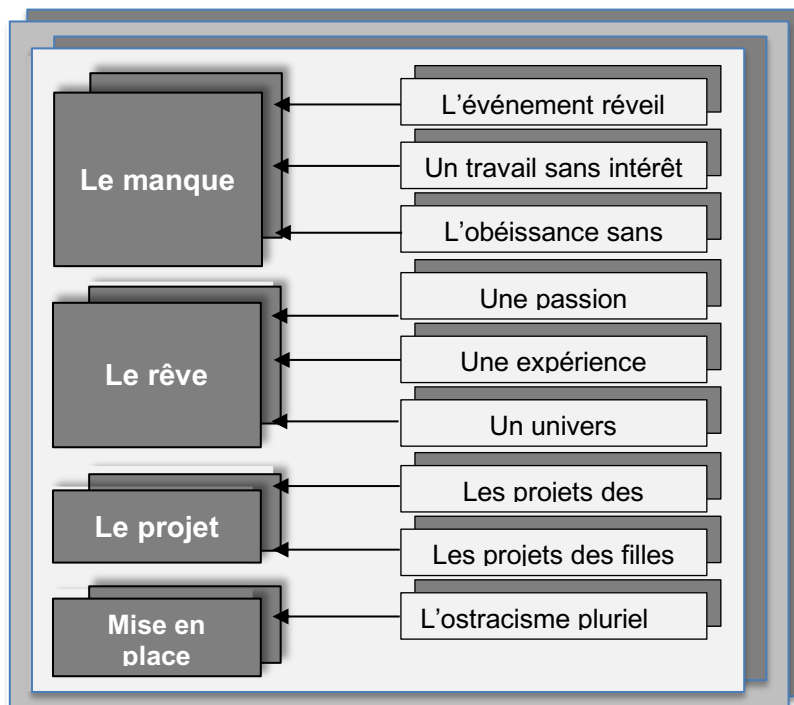 Le manque
L'événement réveil
Un travail sans intérêt
L'obéissance sans
Le rêve
Une passion
Une expérience
Un univers
Le projet
Les projets des
Les projets des filles
Mise en
place
L'ostracisme pluriel